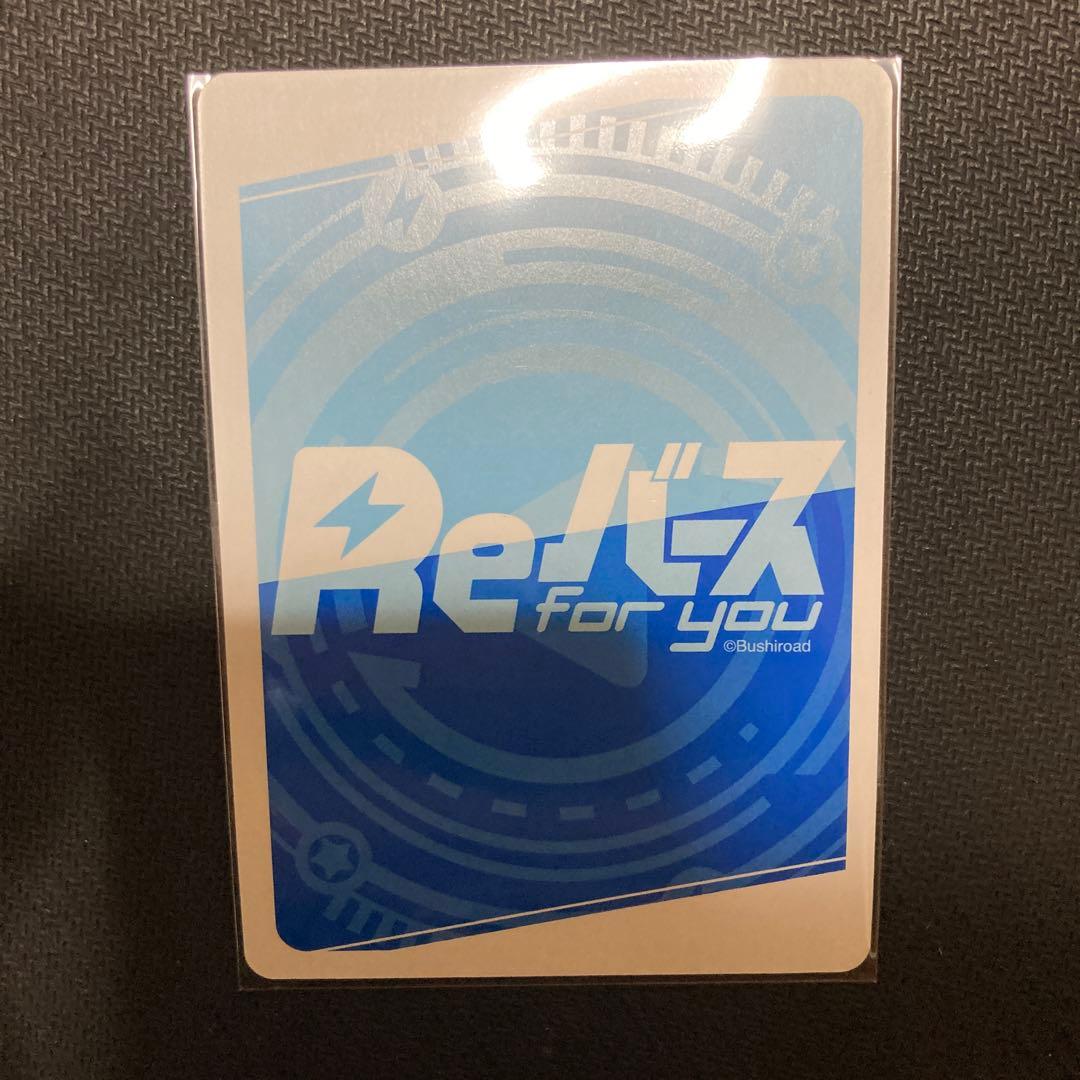 Reバース
for you
©Bushiroad